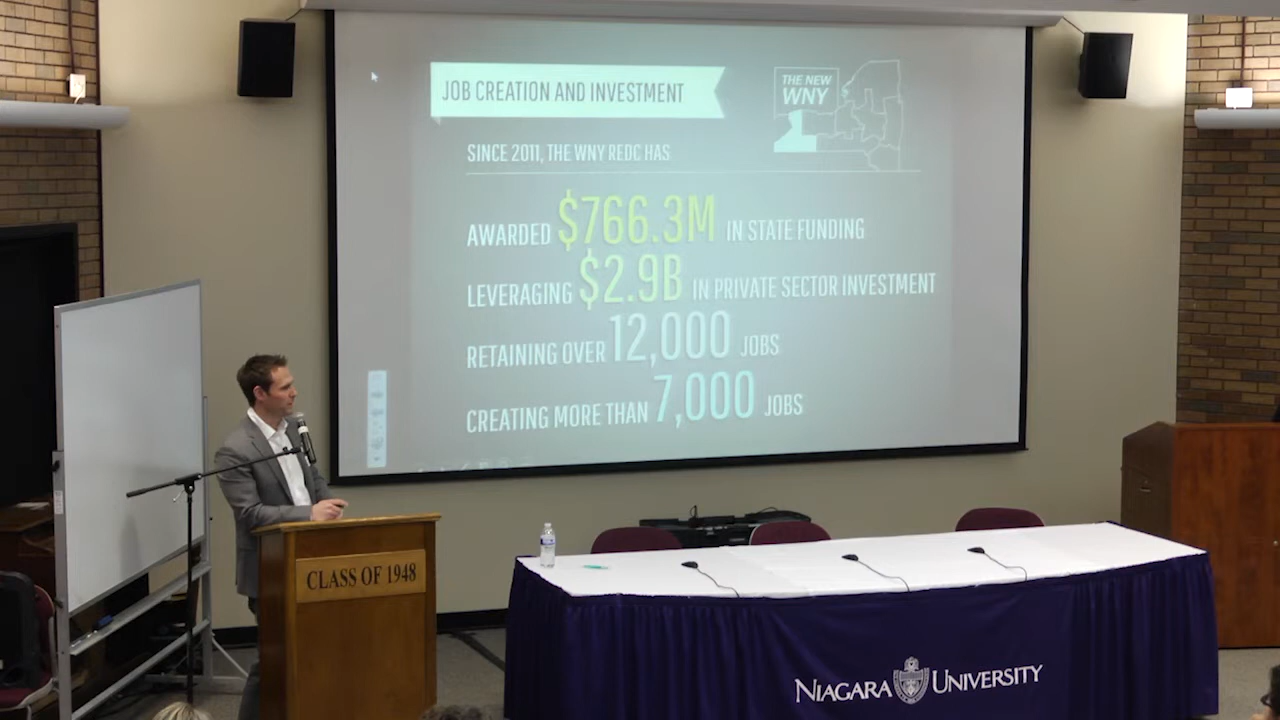 JOB CREATION AND INVESTMENT
THE NEW
WNY
SINCE 2011, THE WNY REDC HAS
AWARDED $766.3M IN STATE FUNDING
LEVERAGING $2.9B IN PRIVATE SECTOR INVESTMENT
RETAINING OVER 12,000 JOBS
CREATING MORE THAN 7,000 JOBS
CLASS OF 1948
NIAGARA UNIVERSITY